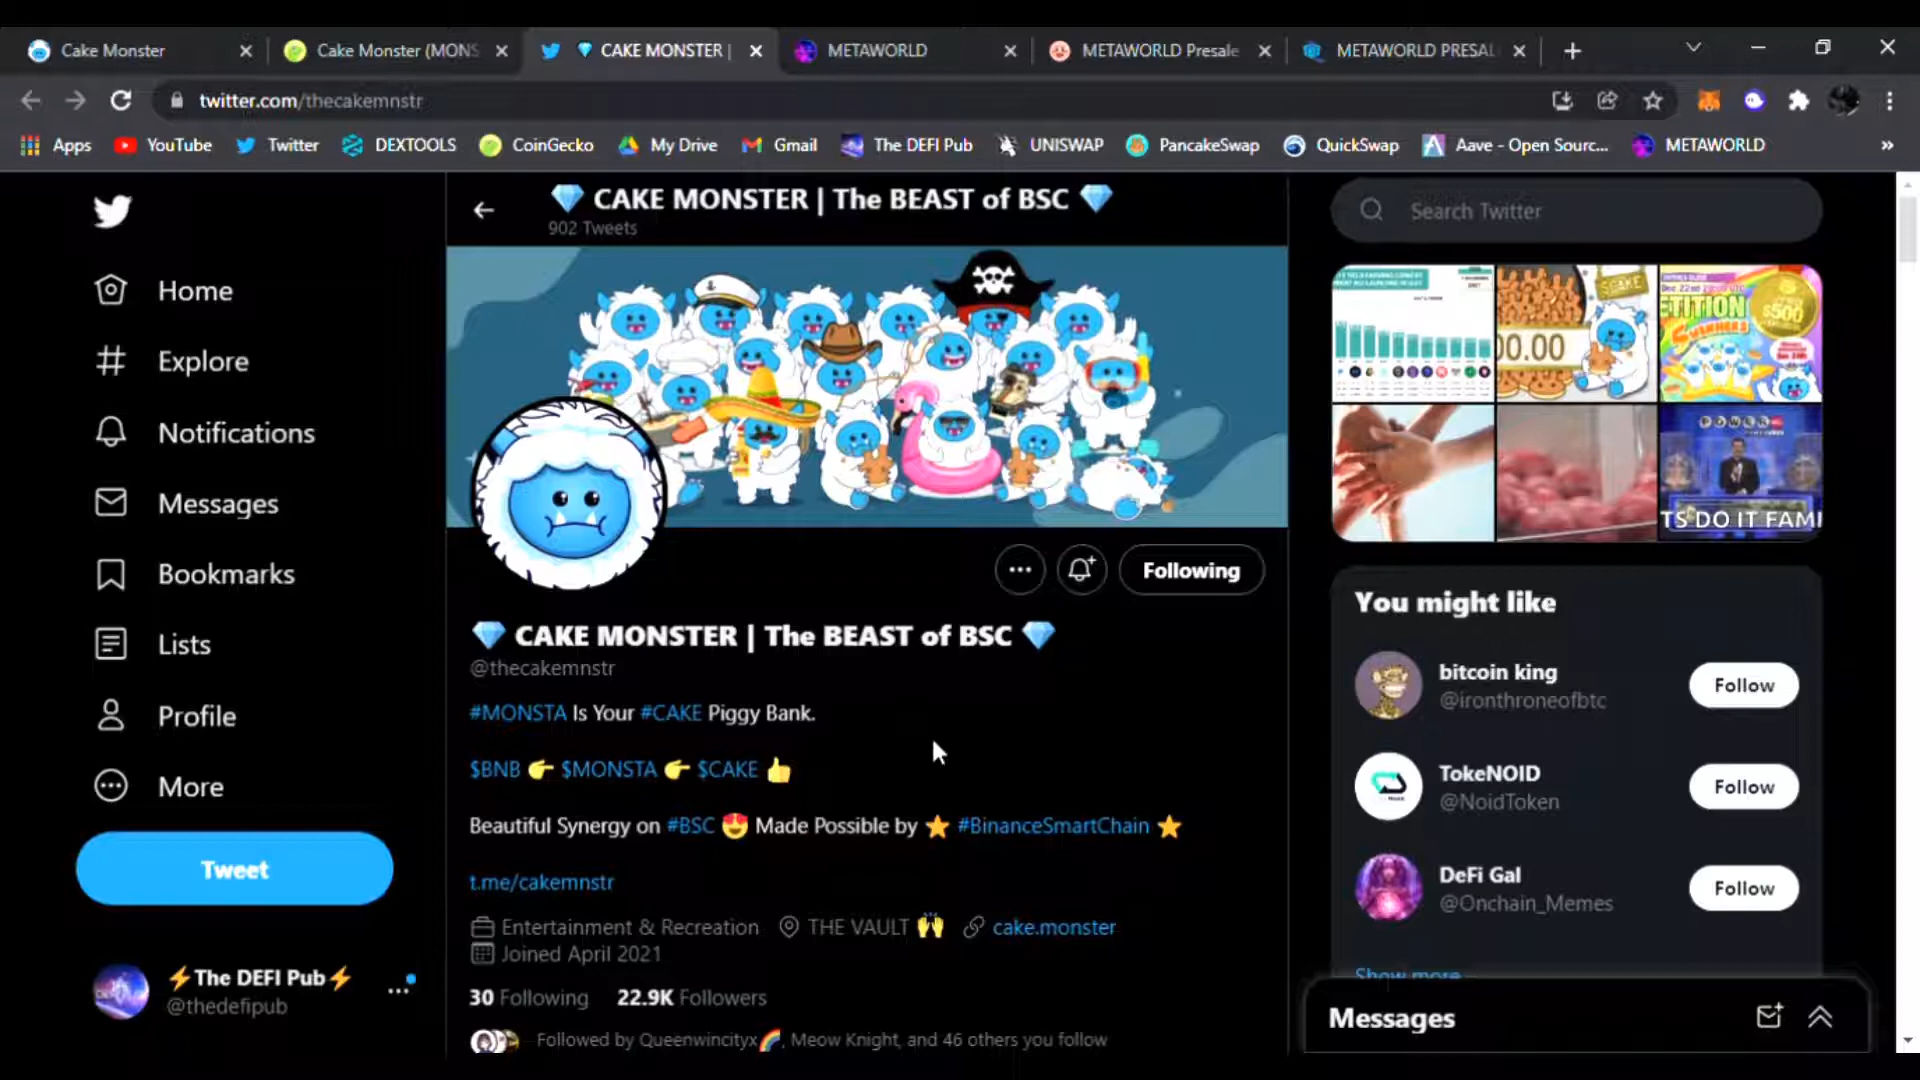 Cake Monster
Cake Monster (MONS
CAKE MONSTER |
METAWORLD
METAWORLD Presale
METAWORLD PRESAL
twitter.com/thecakemnstr
Apps
YouTube
Twitter
DEXTOOLS
CoinGecko
My Drive
Gmail
The DEFI Pub
UNISWAP
PancakeSwap
QuickSwap
Aave - Open Sourc...
METAWORLD
»
💎 CAKE MONSTER | The BEAST of BSC 💎
902 Tweets
Home
Explore
Notifications
Messages
Bookmarks
Lists
Profile
More
Tweet
⚡The DEFI Pub⚡
@thedefipub
Following
💎 CAKE MONSTER | The BEAST of BSC 💎
@thecakemnstr
#MONSTA Is Your #CAKE Piggy Bank.
$BNB 👉 $MONSTA 👉 $CAKE 👍
Beautiful Synergy on #BSC 😍 Made Possible by ⭐ #BinanceSmartChain ⭐
t.me/cakemnstr
Entertainment & Recreation THE VAULT 🙌 cake.monster
Joined April 2021
30 Following 22.9K Followers
Followed by Queenwincityx🌈, Meow Knight, and 46 others you follow
Search Twitter
$CAKE
00.00
ETITION
$500
POWER
TS DO IT FAMI
You might like
bitcoin king
@ironthroneofbtc
Follow
TokeNOID
@NoidToken
Follow
DeFi Gal
@Onchain_Memes
Follow
Show more
Messages